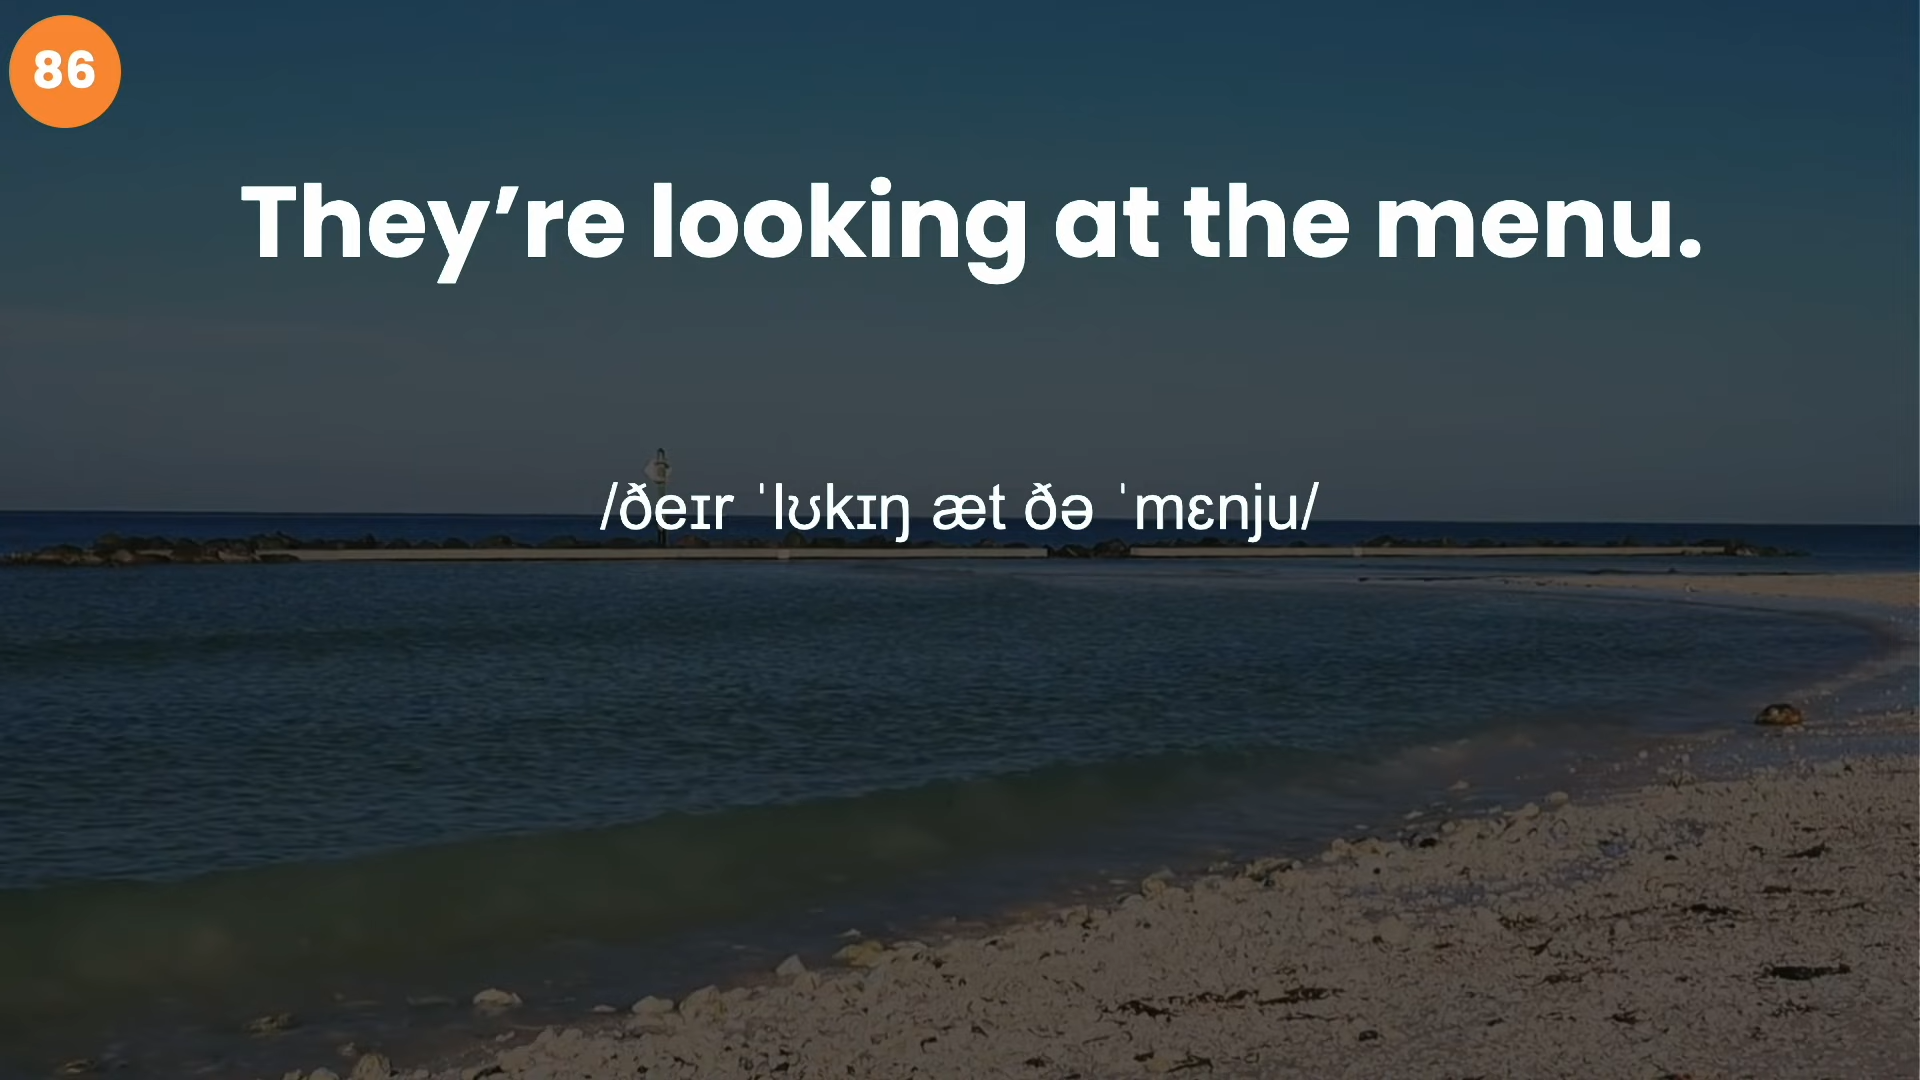 86
They’re looking at the menu.
/ðeɪr ˈlʊkɪŋ æt ðə ˈmɛnju/